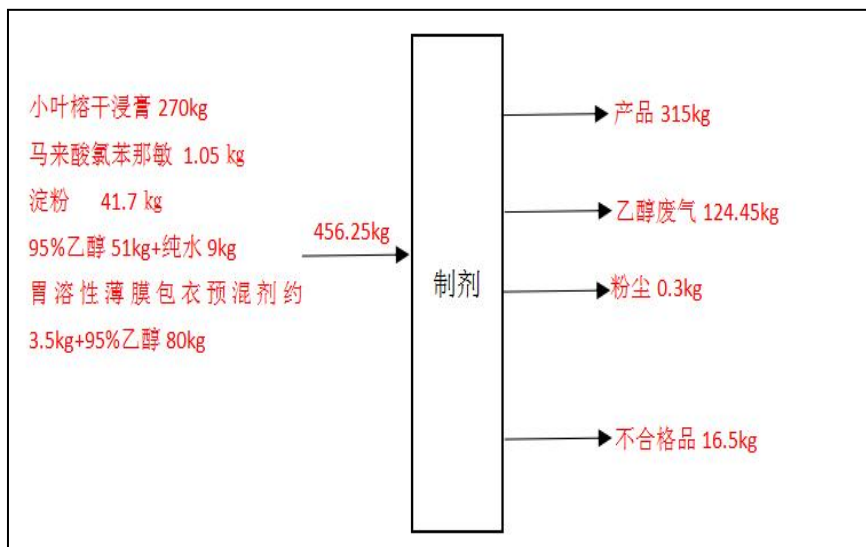 小叶榕干浸膏 270kg
马来酸氯苯那敏 1.05 kg
淀粉 41.7 kg
95%乙醇 51kg+纯水 9kg
胃溶性薄膜包衣预混剂约
3.5kg+95%乙醇 80kg
456.25kg
制剂
产品 315kg
乙醇废气 124.45kg
粉尘 0.3kg
不合格品 16.5kg